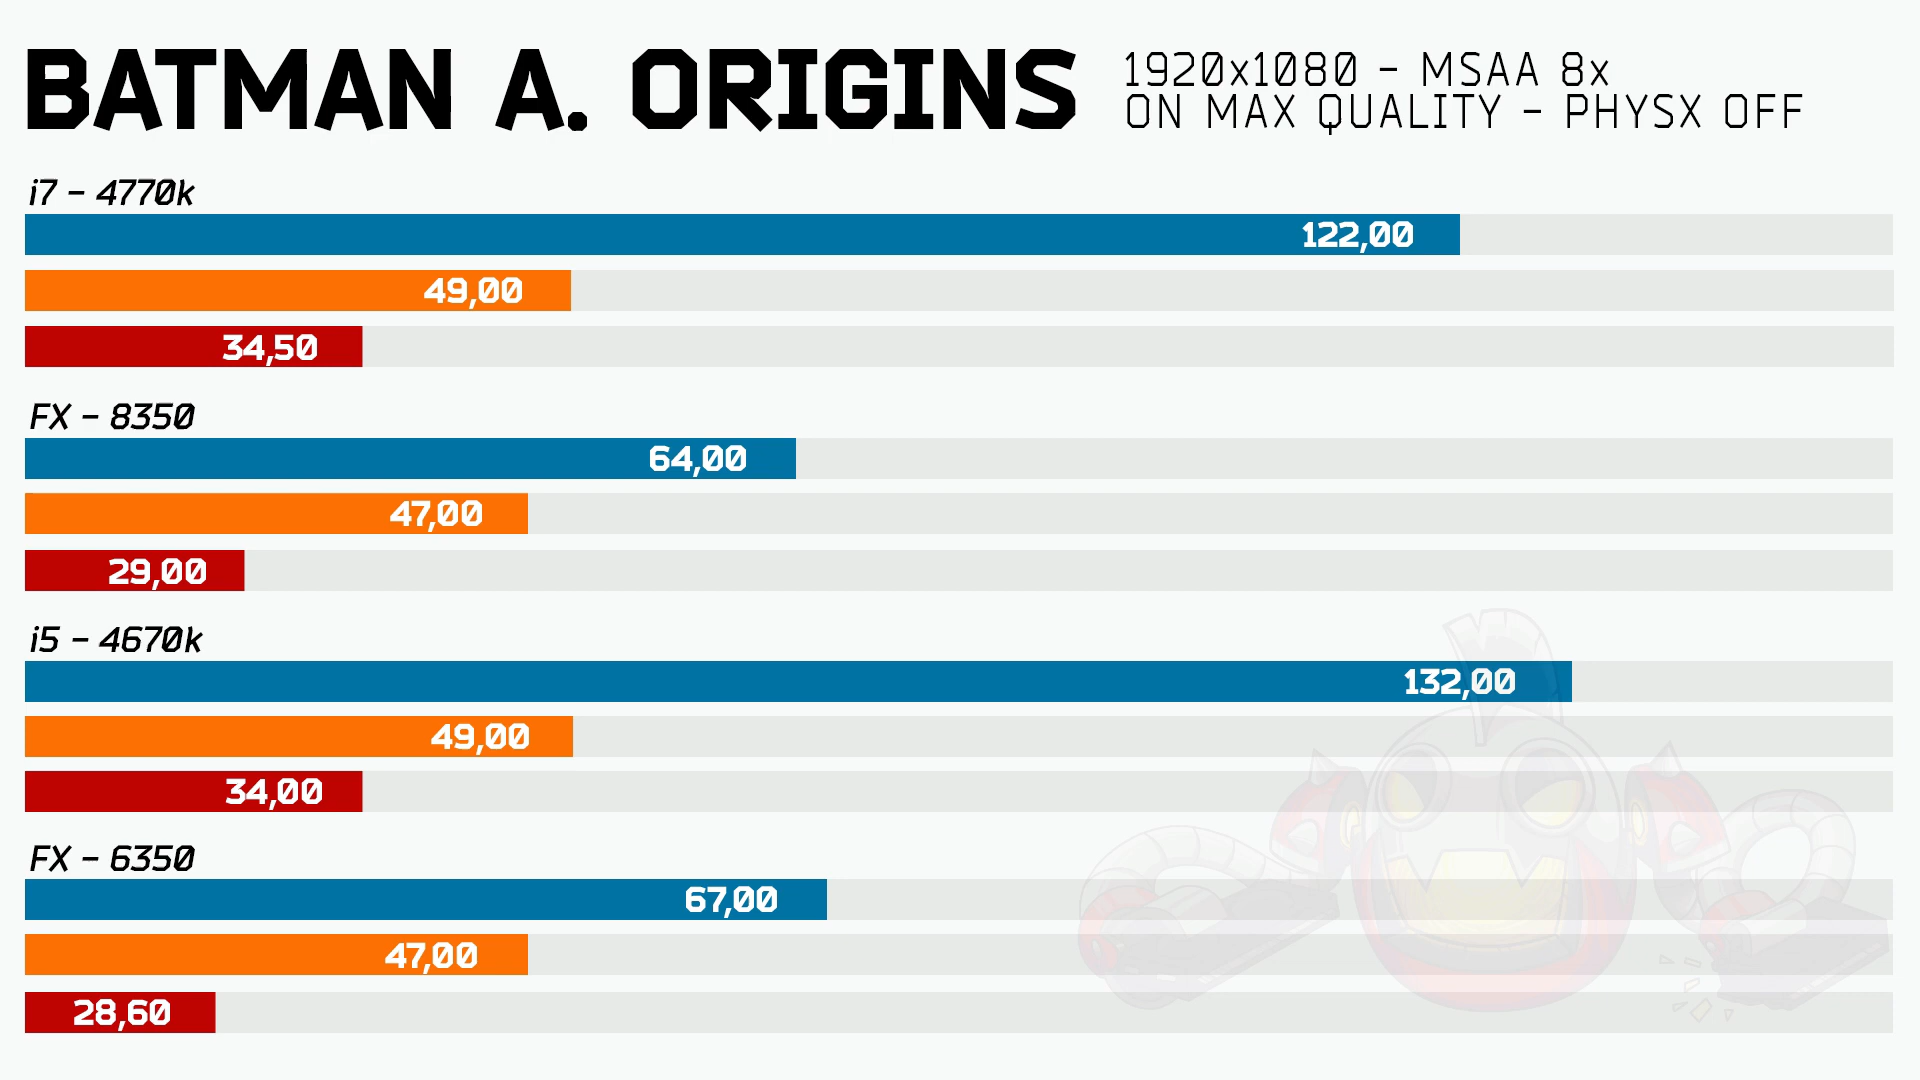 BATMAN A. ORIGINS
1920x1080 - MSAA 8x
ON MAX QUALITY - PHYSX OFF
i7 - 4770k
122,00
49,00
34,50
FX - 8350
64,00
47,00
29,00
i5 - 4670k
132,00
49,00
34,00
FX - 6350
67,00
47,00
28,60